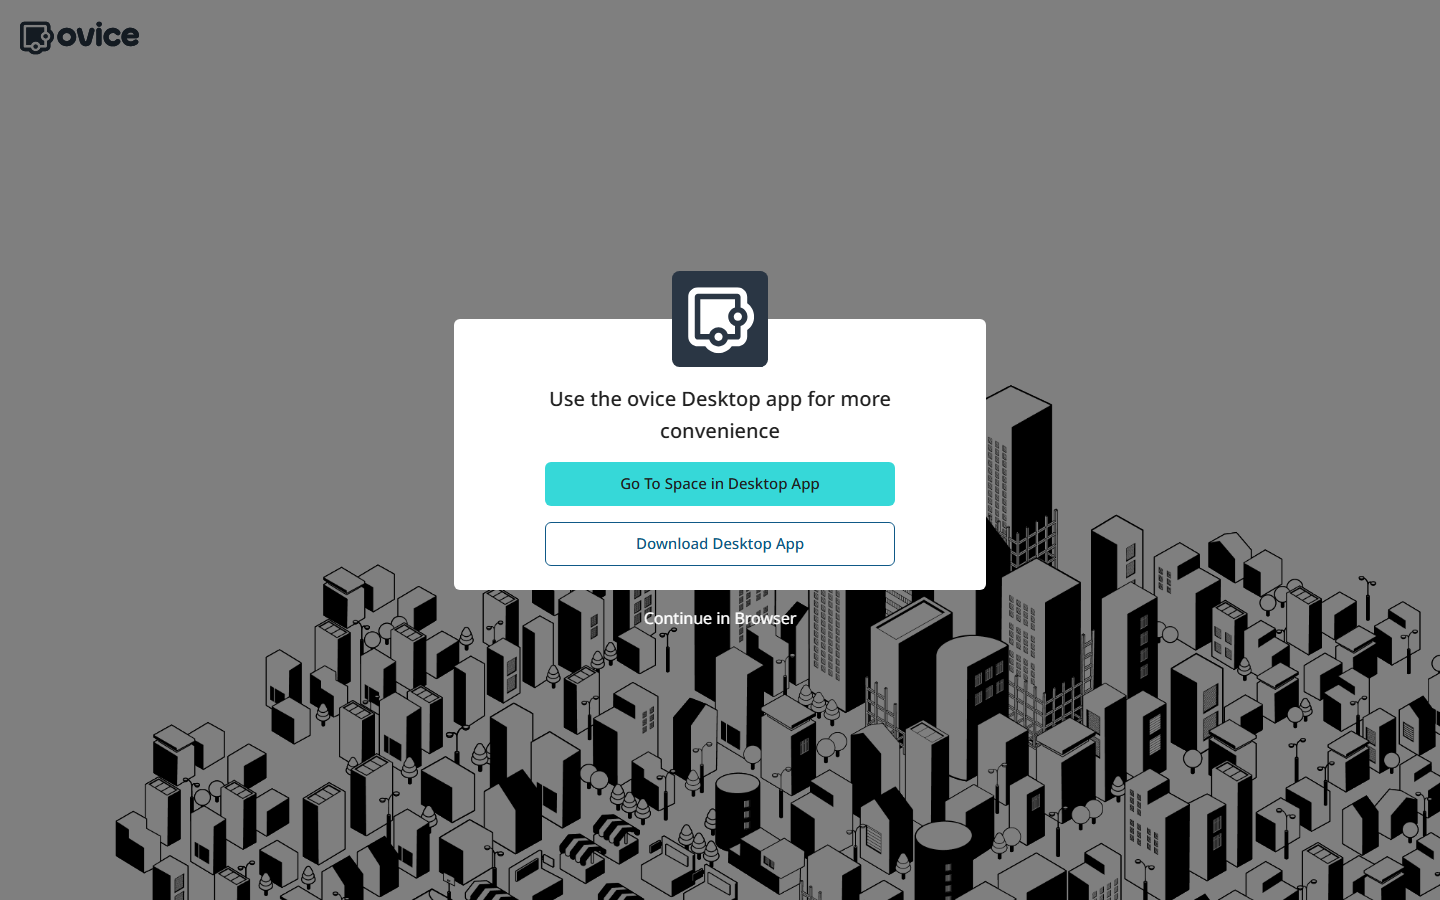 ovice
Use the ovice Desktop app for more
convenience
Go To Space in Desktop App
Download Desktop App
Continue in Browser